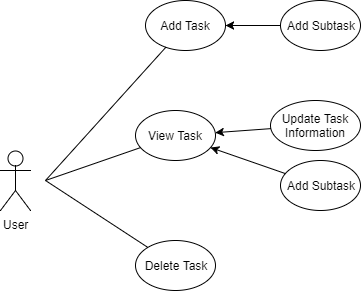 Add Task
Add Subtask
View Task
Update Task
Information
Add Subtask
User
Delete Task